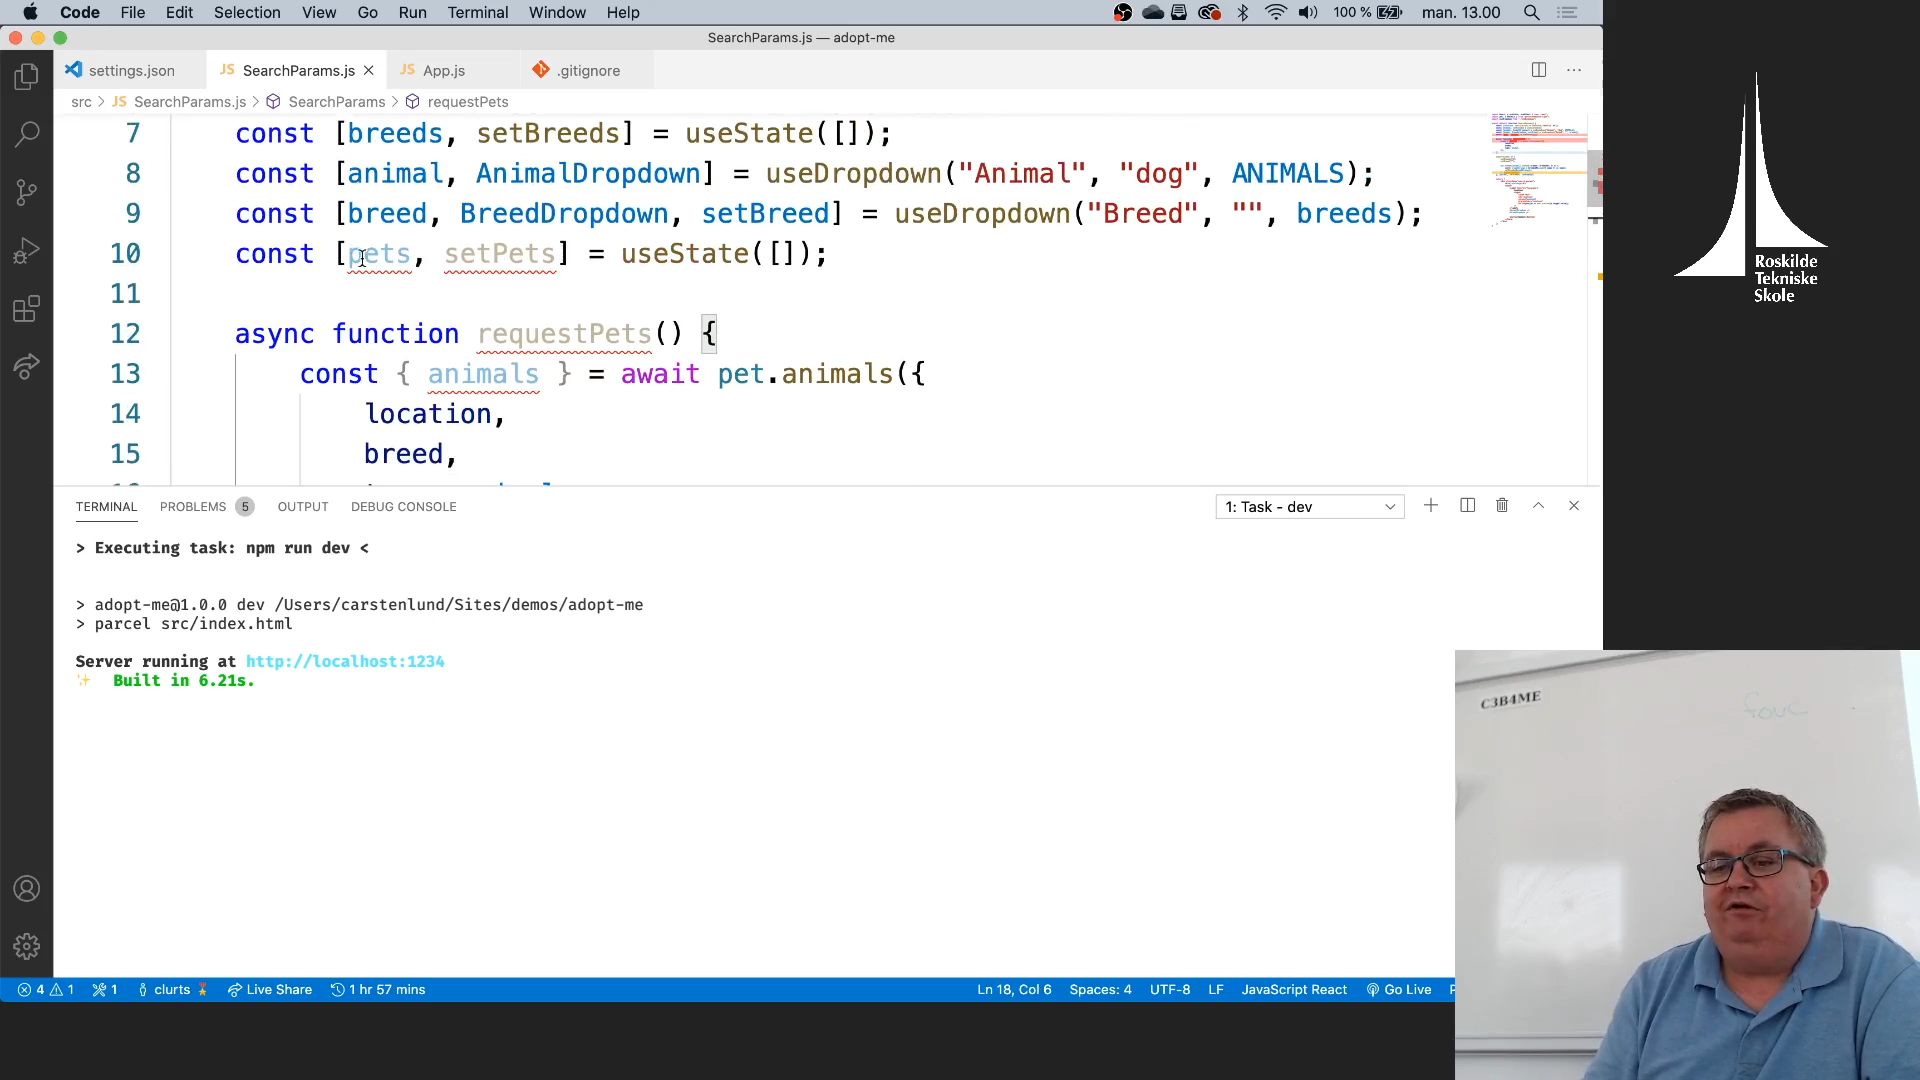 Code File Edit Selection View Go Run Terminal Window Help 100 % man. 13.00
SearchParams.js — adopt-me
settings.json JS SearchParams.js JS App.js .gitignore
src > JS SearchParams.js > SearchParams > requestPets
7 const [breeds, setBreeds] = useState([]);
8 const [animal, AnimalDropdown] = useDropdown("Animal", "dog", ANIMALS);
9 const [breed, BreedDropdown, setBreed] = useDropdown("Breed", "", breeds);
10 const [pets, setPets] = useState([]);
11
12 async function requestPets() {
13 const { animals } = await pet.animals({
14 location,
15 breed,
TERMINAL PROBLEMS 5 OUTPUT DEBUG CONSOLE 1: Task - dev
> Executing task: npm run dev <
> adopt-me@1.0.0 dev /Users/carstenlund/Sites/demos/adopt-me
> parcel src/index.html
Server running at http://localhost:1234
Built in 6.21s.
4 1 1 clurts Live Share 1 hr 57 mins Ln 18, Col 6 Spaces: 4 UTF-8 LF JavaScript React Go Live
Roskilde
Tekniske
Skole
C3B4ME
fouc